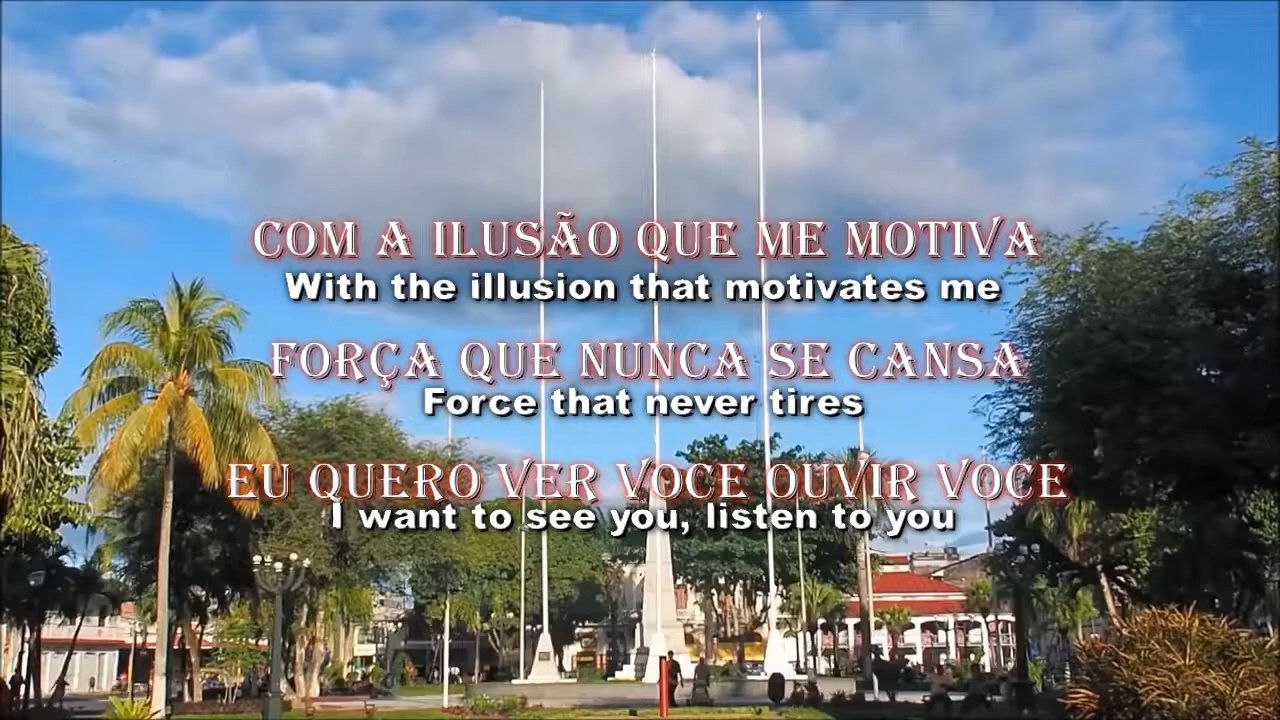 COM A ILUSÃO QUE ME MOTIVA
With the illusion that motivates me
FORÇA QUE NUNCA SE CANSA
Force that never tires
EU QUERO VER VOCE OUVIR VOCE
I want to see you, listen to you